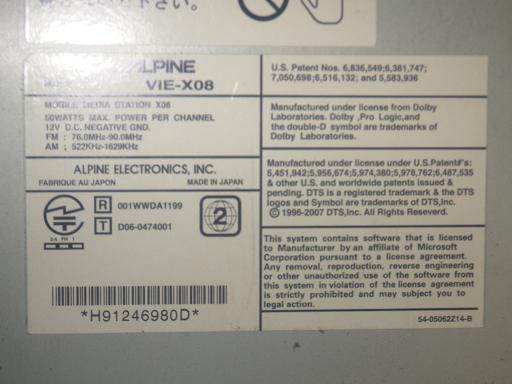 ださい。
ALPINE
VIE-X08
MOBILE MEDIA STATION X08
50WATTS MAX. POWER PER CHANNEL
12V D.C. NEGATIVE GND.
FM : 76.0MHz-90.0MHz
AM : 522KHz-1629KHz
ALPINE ELECTRONICS, INC.
FABRIQUE AU JAPON MADE IN JAPAN
R 001WWDA1199
T D06-0474001
2
*H91246980D*
U.S. Patent Nos. 6,836,549;6,381,747;
7,050,698;6,516,132; and 5,583,936
Manufactured under license from Dolby
Laboratories. Dolby ,Pro Logic,and
the double-D symbol are trademarks of
Dolby Laboratories.
Manufactured under license under U.S.Patent#'s:
5,451,942;5,956,674;5,974,380;5,978,762;6,487,535
& other U.S. and worldwide patents issued &
pending. DTS is a registered trademark & the DTS
logos and Symbol are trademarks of DTS,Inc.
© 1996-2007 DTS,Inc. All Rights Reserverd.
This system contains software that is licensed
to Manufacturer by an affiliate of Microsoft
Corporation pursuant to a license agreement.
Any removal, reproduction, reverse engineering
or other unauthorized use of the software from
this system in violation of the license agreement
is strictly prohibited and may subject you to
legal action.
54-05062Z14-B